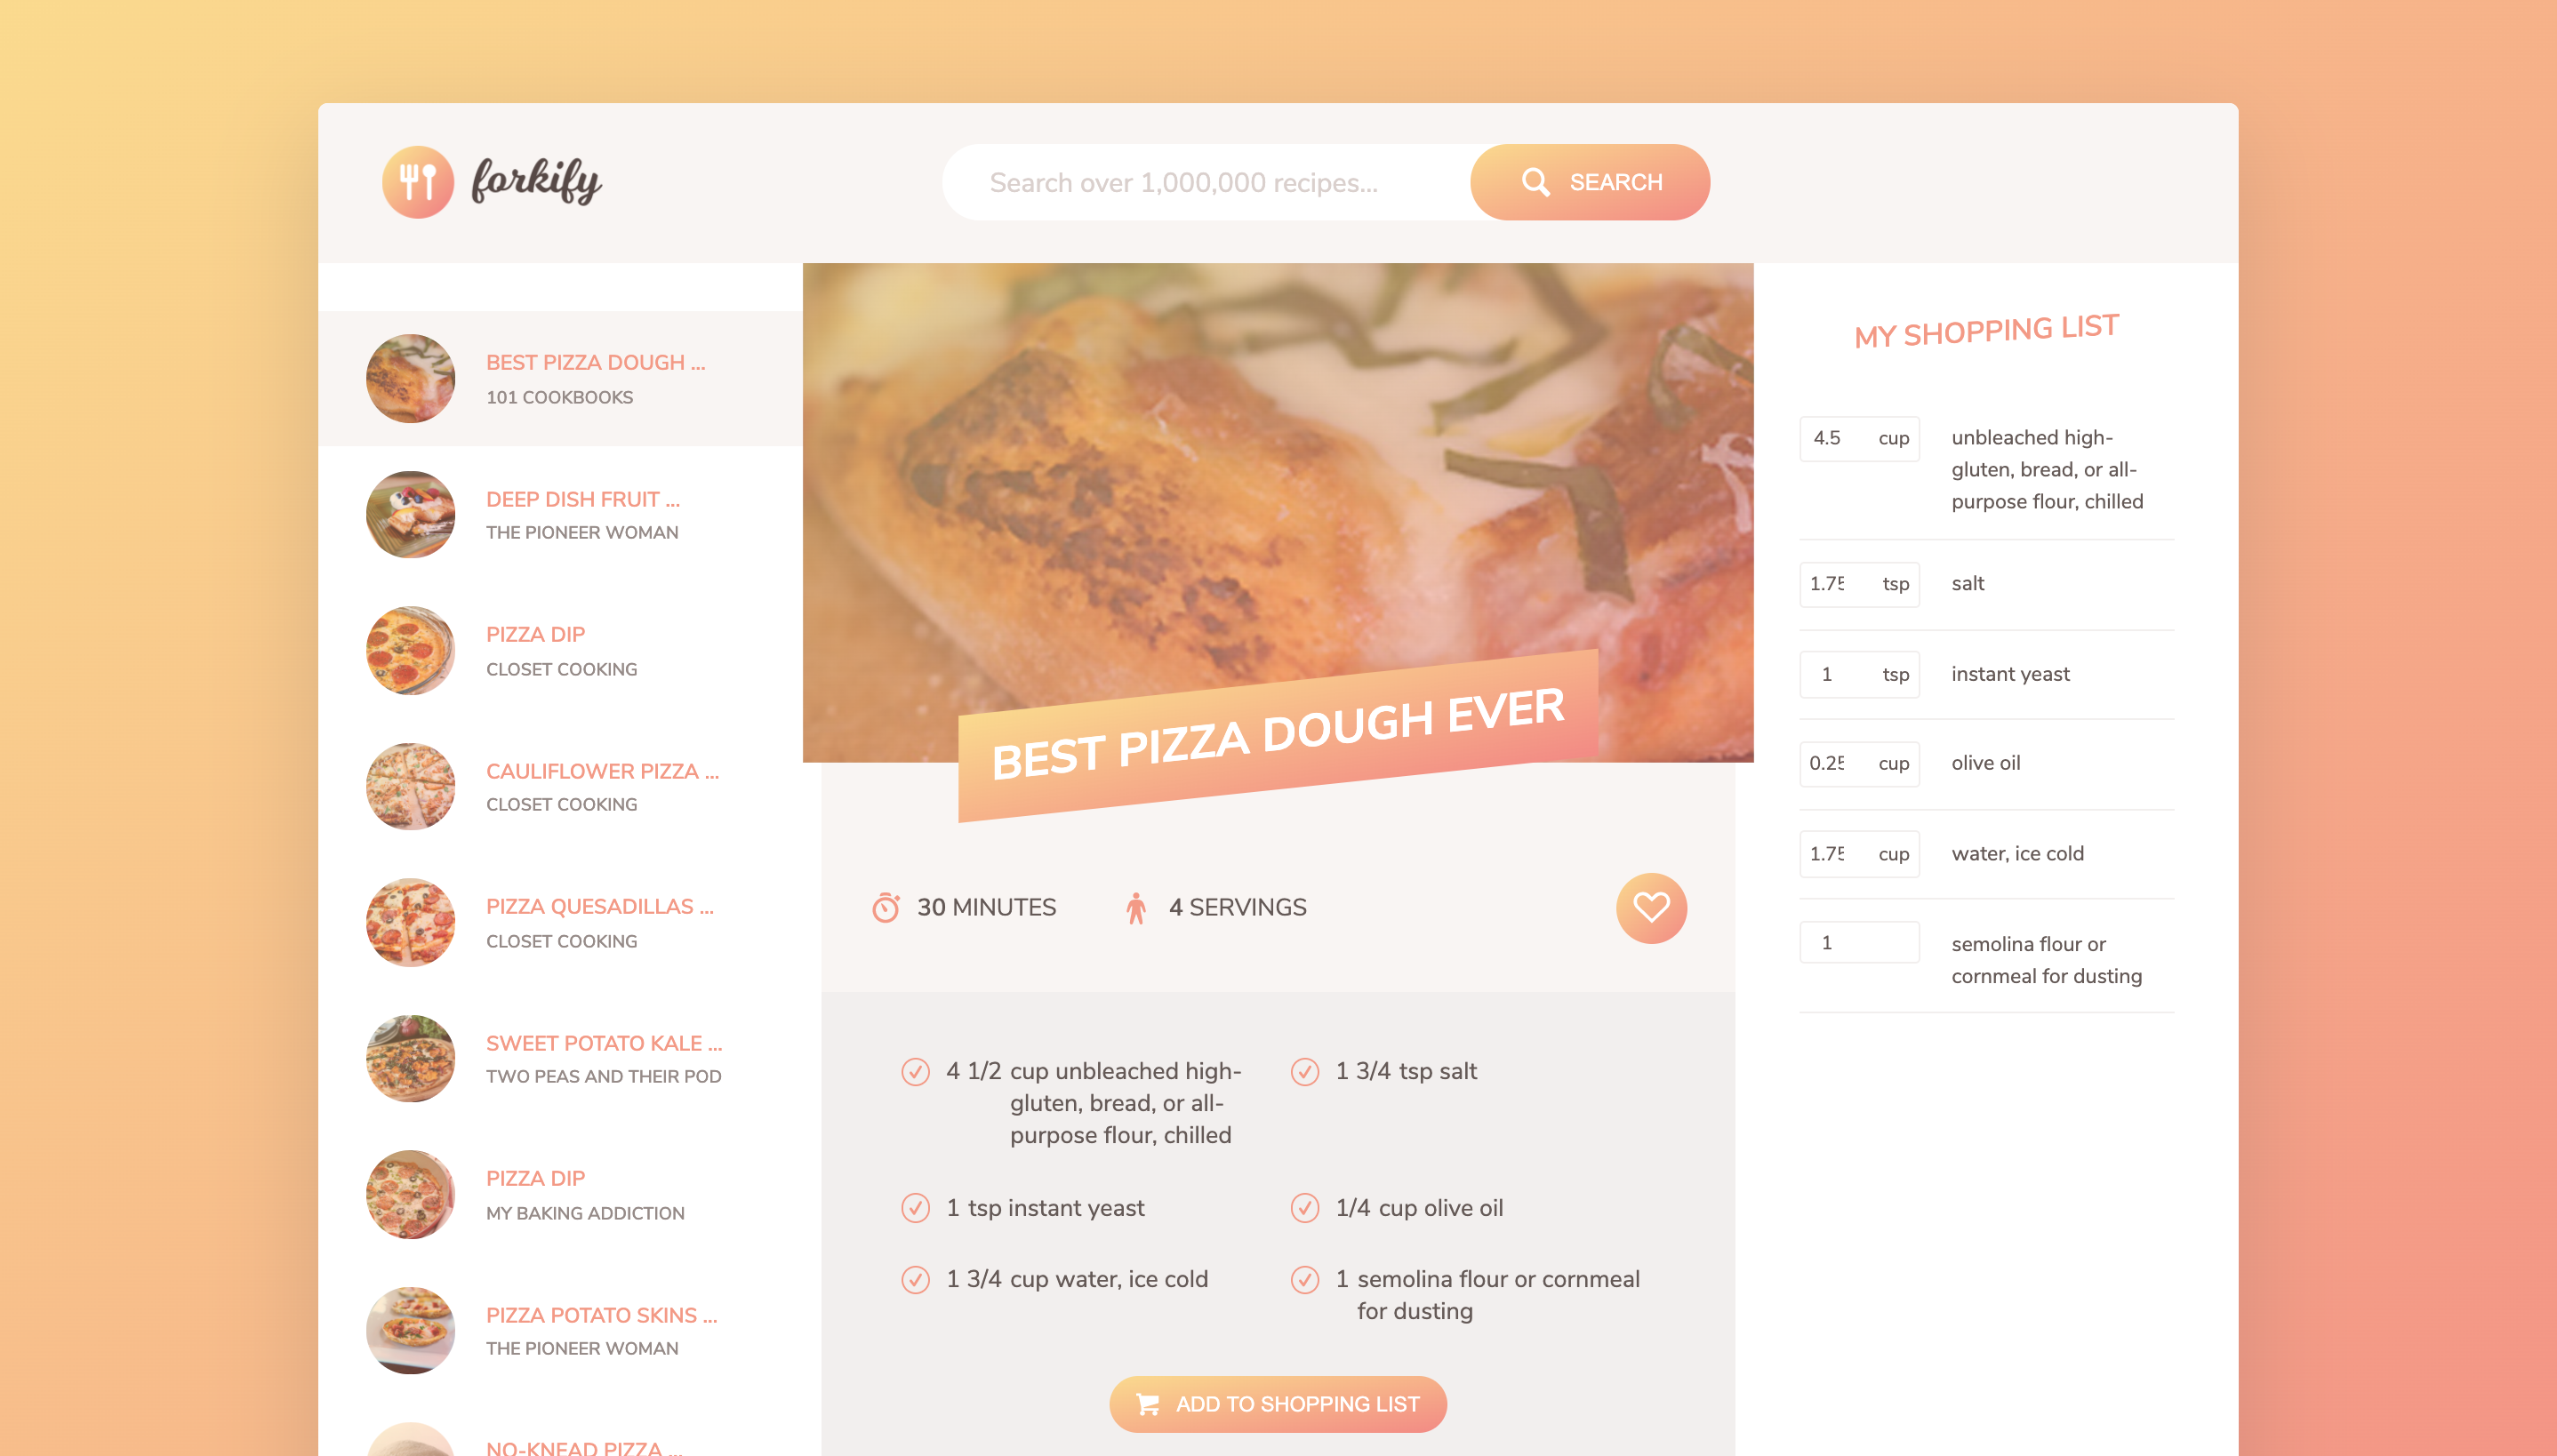 forkify
Search over 1,000,000 recipes...
SEARCH
BEST PIZZA DOUGH ...
101 COOKBOOKS
DEEP DISH FRUIT ...
THE PIONEER WOMAN
PIZZA DIP
CLOSET COOKING
CAULIFLOWER PIZZA ...
CLOSET COOKING
PIZZA QUESADILLAS ...
CLOSET COOKING
SWEET POTATO KALE ...
TWO PEAS AND THEIR POD
PIZZA DIP
MY BAKING ADDICTION
PIZZA POTATO SKINS ...
THE PIONEER WOMAN
NO-KNEAD PIZZA ...
BEST PIZZA DOUGH EVER
30 MINUTES
4 SERVINGS
4 1/2 cup unbleached high-
gluten, bread, or all-
purpose flour, chilled
1 3/4 tsp salt
1 tsp instant yeast
1/4 cup olive oil
1 3/4 cup water, ice cold
1 semolina flour or cornmeal
for dusting
ADD TO SHOPPING LIST
MY SHOPPING LIST
4.5 cup unbleached high-
gluten, bread, or all-
purpose flour, chilled
1.75 tsp salt
1 tsp instant yeast
0.25 cup olive oil
1.75 cup water, ice cold
1 semolina flour or
cornmeal for dusting